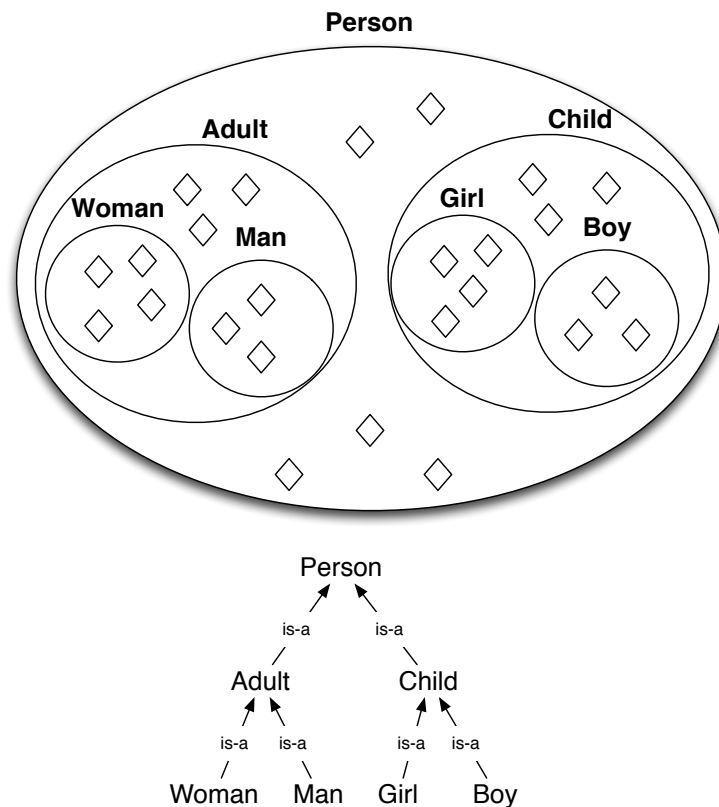 Person
Adult
Child
Woman
Man
Girl
Boy
Person
is-a
is-a
Adult
Child
is-a
is-a
is-a
is-a
Woman
Man
Girl
Boy